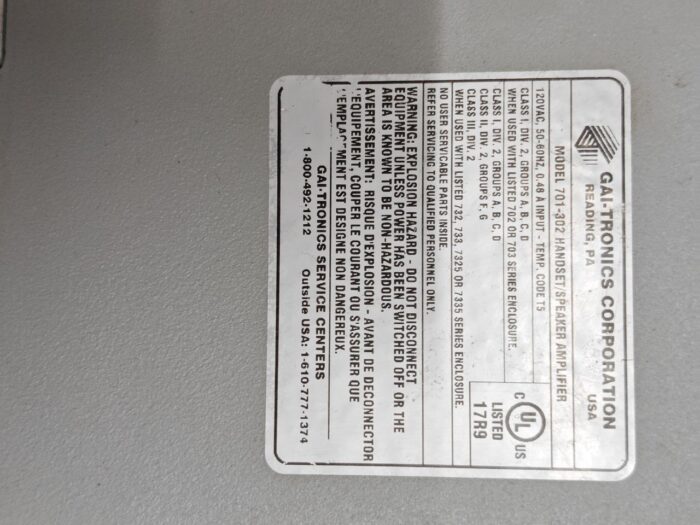 GAI-TRONICS CORPORATION
READING, PA USA
MODEL 701-302 HANDSET/SPEAKER AMPLIFIER
120VAC, 50-60HZ, 0.48 A INPUT - TEMP. CODE T5
CLASS I, DIV. 2, GROUPS A, B, C, D
WHEN USED WITH LISTED 702 OR 703 SERIES ENCLOSURE.
CLASS I, DIV. 2, GROUPS A, B, C, D
CLASS II, DIV. 2, GROUPS F, G
CLASS III, DIV. 2
WHEN USED WITH LISTED 732, 733, 7325 OR 7335 SERIES ENCLOSURE.
C UL US
LISTED
17R9
NO USER SERVICABLE PARTS INSIDE.
REFER SERVICING TO QUALIFIED PERSONNEL ONLY.
WARNING: EXPLOSION HAZARD - DO NOT DISCONNECT
EQUIPMENT UNLESS POWER HAS BEEN SWITCHED OFF OR THE
AREA IS KNOWN TO BE NON-HAZARDOUS.
AVERTISSEMENT: RISQUE D'EXPLOSION - AVANT DE DECONNECTOR
L'EQUIPEMENT, COUPER LE COURANT OU S'ASSURER QUE
L'EMPLACEMENT EST DESIGNE NON DANGEREUX.
GAI-TRONICS SERVICE CENTERS
1-800-492-1212 Outside USA: 1-610-777-1374